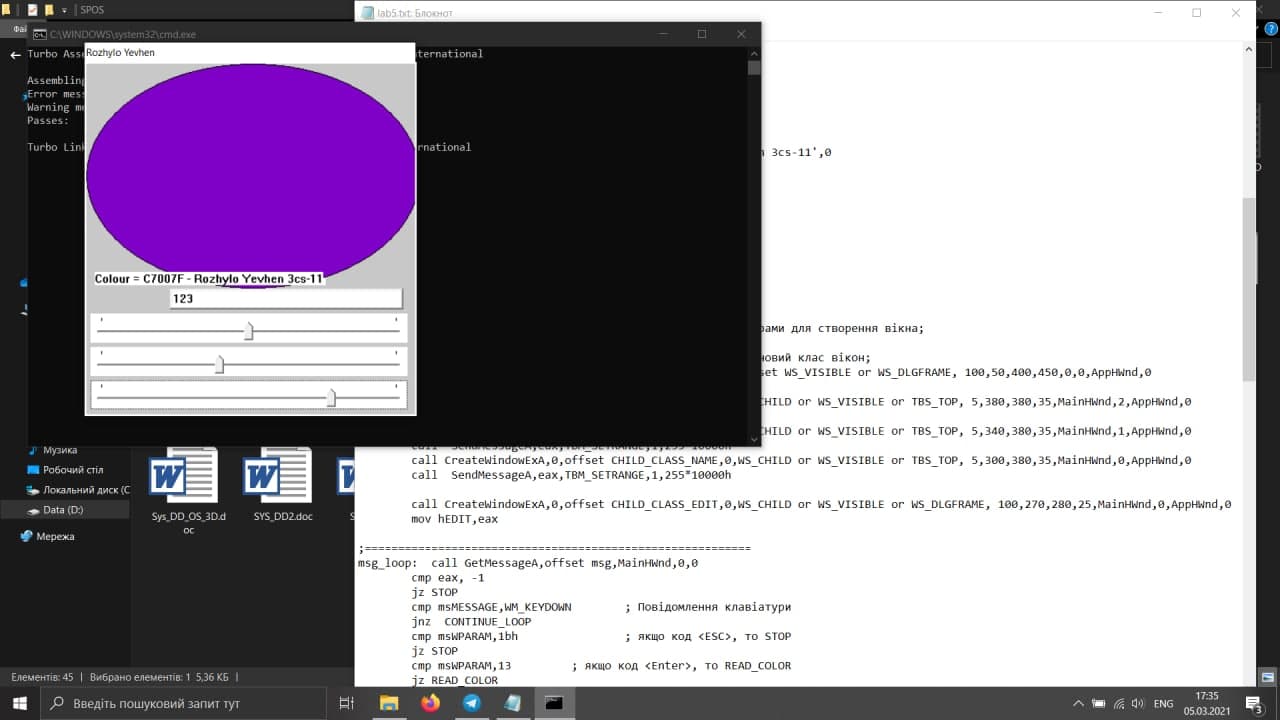 SPOS
lab5.txt: Блокнот
Фай
C:\WINDOWS\system32\cmd.exe
Turbo Asse
ternational
Rozhylo Yevhen
Assembling
Error mess
Warning me
Passes:
Turbo Link
rnational
Colour = C7007F - Rozhylo Yevhen 3cs-11
123
n 3cs-11',0
рами для створення вікна;
новий клас вікон;
set WS_VISIBLE or WS_DLGFRAME, 100,50,400,450,0,0,AppHWnd,0
CHILD or WS_VISIBLE or TBS_TOP, 5,380,380,35,MainHWnd,2,AppHWnd,0
CHILD or WS_VISIBLE or TBS_TOP, 5,340,380,35,MainHWnd,1,AppHWnd,0
call SendMessageA,eax,TBM_SETRANGE,1,255*10000h
call CreateWindowExA,0,offset CHILD_CLASS_NAME,0,WS_CHILD or WS_VISIBLE or TBS_TOP, 5,300,380,35,MainHWnd,0,AppHWnd,0
call SendMessageA,eax,TBM_SETRANGE,1,255*10000h
call CreateWindowExA,0,offset CHILD_CLASS_EDIT,0,WS_CHILD or WS_VISIBLE or WS_DLGFRAME, 100,270,280,25,MainHWnd,0,AppHWnd,0
mov hEDIT,eax
;==========================================================
msg_loop: call GetMessageA,offset msg,MainHWnd,0,0
cmp eax, -1
jz STOP
cmp msMESSAGE,WM_KEYDOWN ; Повідомлення клавіатури
jnz CONTINUE_LOOP
cmp msWPARAM,1bh ; якщо код <ESC>, то STOP
jz STOP
cmp msWPARAM,13 ; якщо код <Enter>, то READ_COLOR
jz READ_COLOR
Музика
Робочий стіл
Локальний диск (C
Data (D:)
Мережа
Sys_DD_OS_3D.d
oc
SYS_DD2.doc
S
Елементів: 45 | Вибрано елементів: 1 5,36 КБ |
Введіть пошуковий запит тут
ENG
17:35
05.03.2021
3